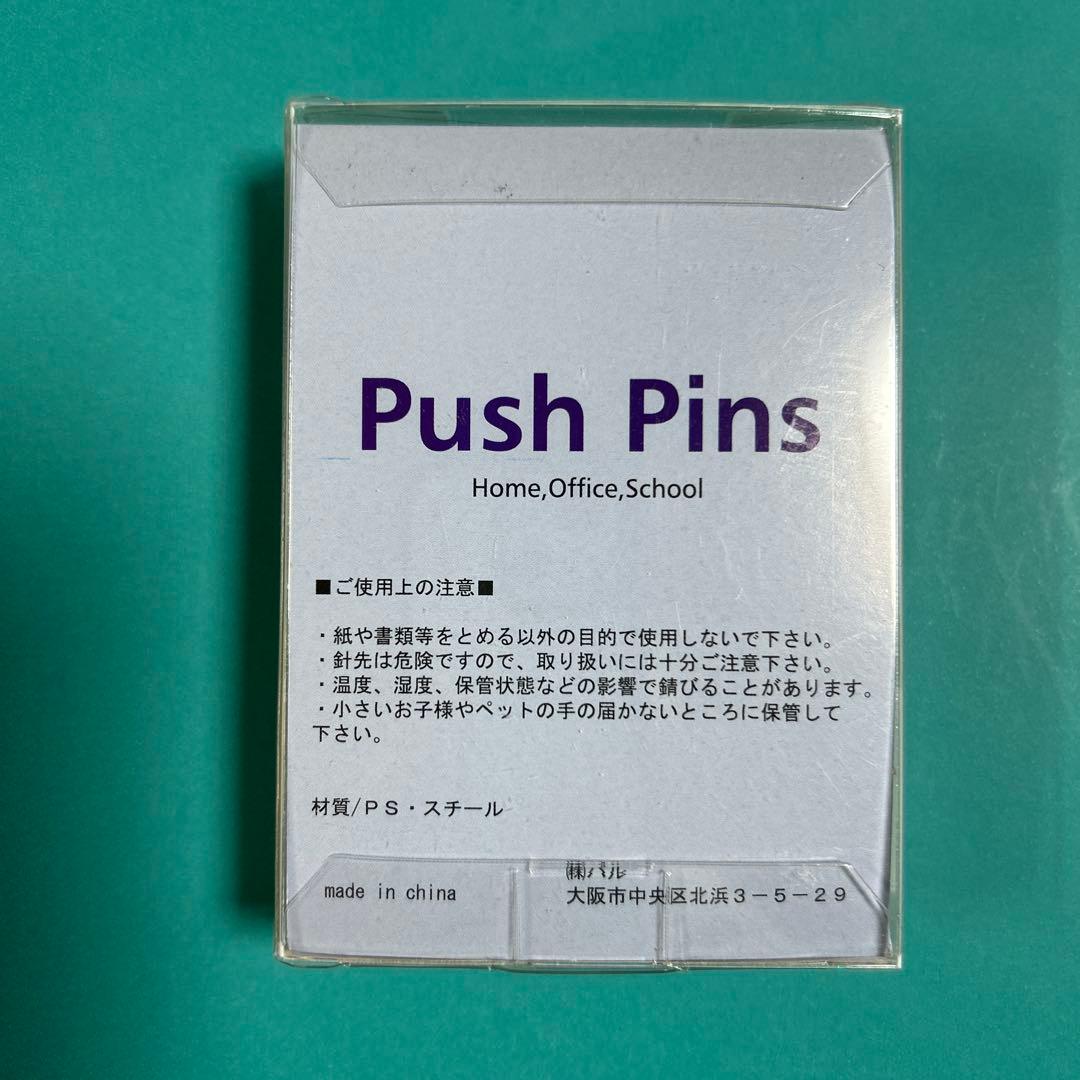 Push Pins
Home,Office,School
■ご使用上の注意■
・紙や書類等をとめる以外の目的で使用しないで下さい。
・針先は危険ですので、取り扱いには十分ご注意下さい。
・温度、湿度、保管状態などの影響で錆びることがあります。
・小さいお子様やペットの手の届かないところに保管して
下さい。
材質/ＰＳ・スチール
㈱パル
made in china
大阪市中央区北浜３－５－２９